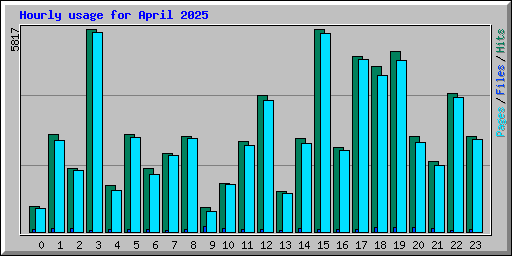 Hourly usage for April 2025
5817
Pages / Files / Hits
0 1 2 3 4 5 6 7 8 9 10 11 12 13 14 15 16 17 18 19 20 21 22 23